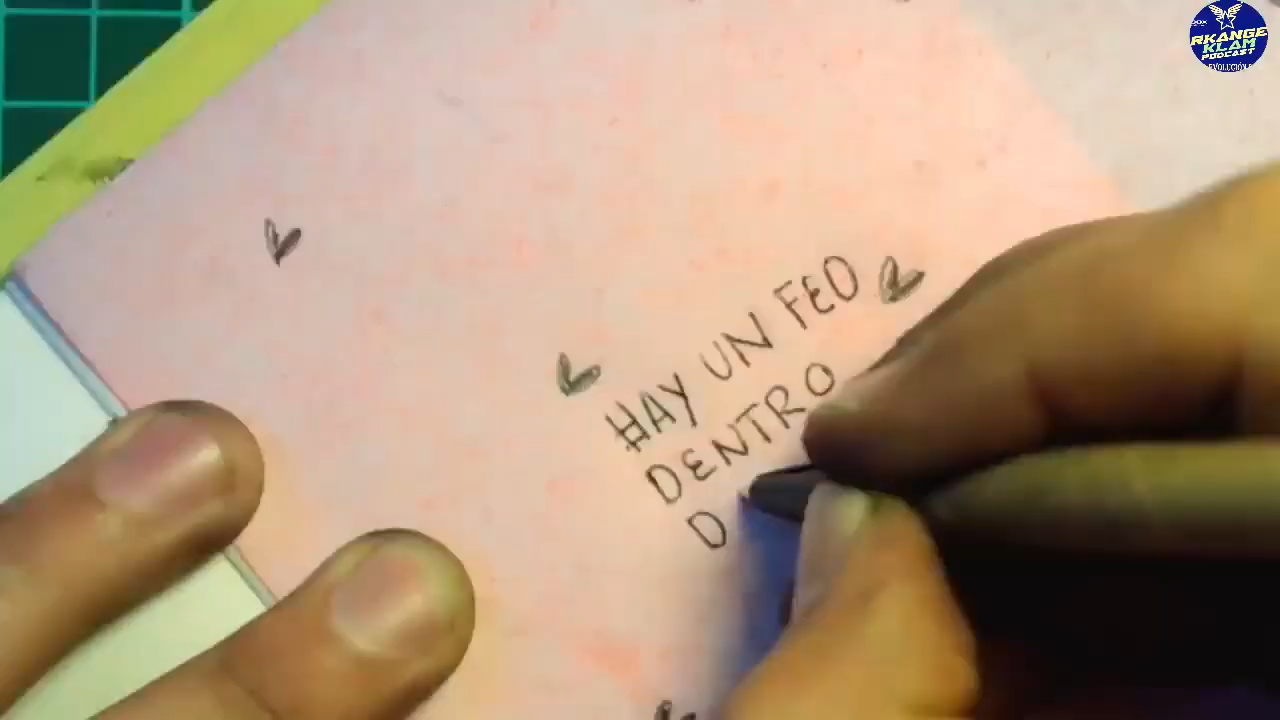 RKANGE
KLAM
PODCAST
HAY UN FEO
DENTRO
D